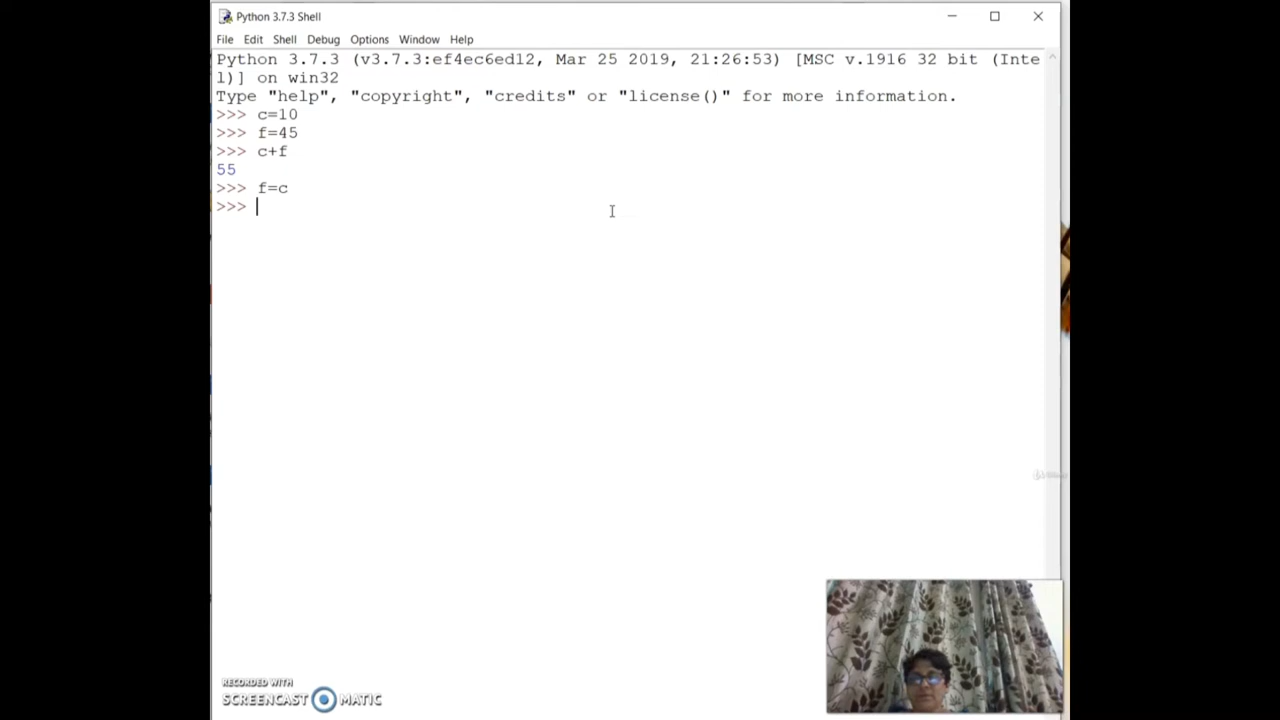 Python 3.7.3 Shell
File Edit Shell Debug Options Window Help
Python 3.7.3 (v3.7.3:ef4ec6ed12, Mar 25 2019, 21:26:53) [MSC v.1916 32 bit (Inte
l)] on win32
Type "help", "copyright", "credits" or "license()" for more information.
>>> c=10
>>> f=45
>>> c+f
55
>>> f=c
>>>
RECORDED WITH
SCREENCAST MATIC